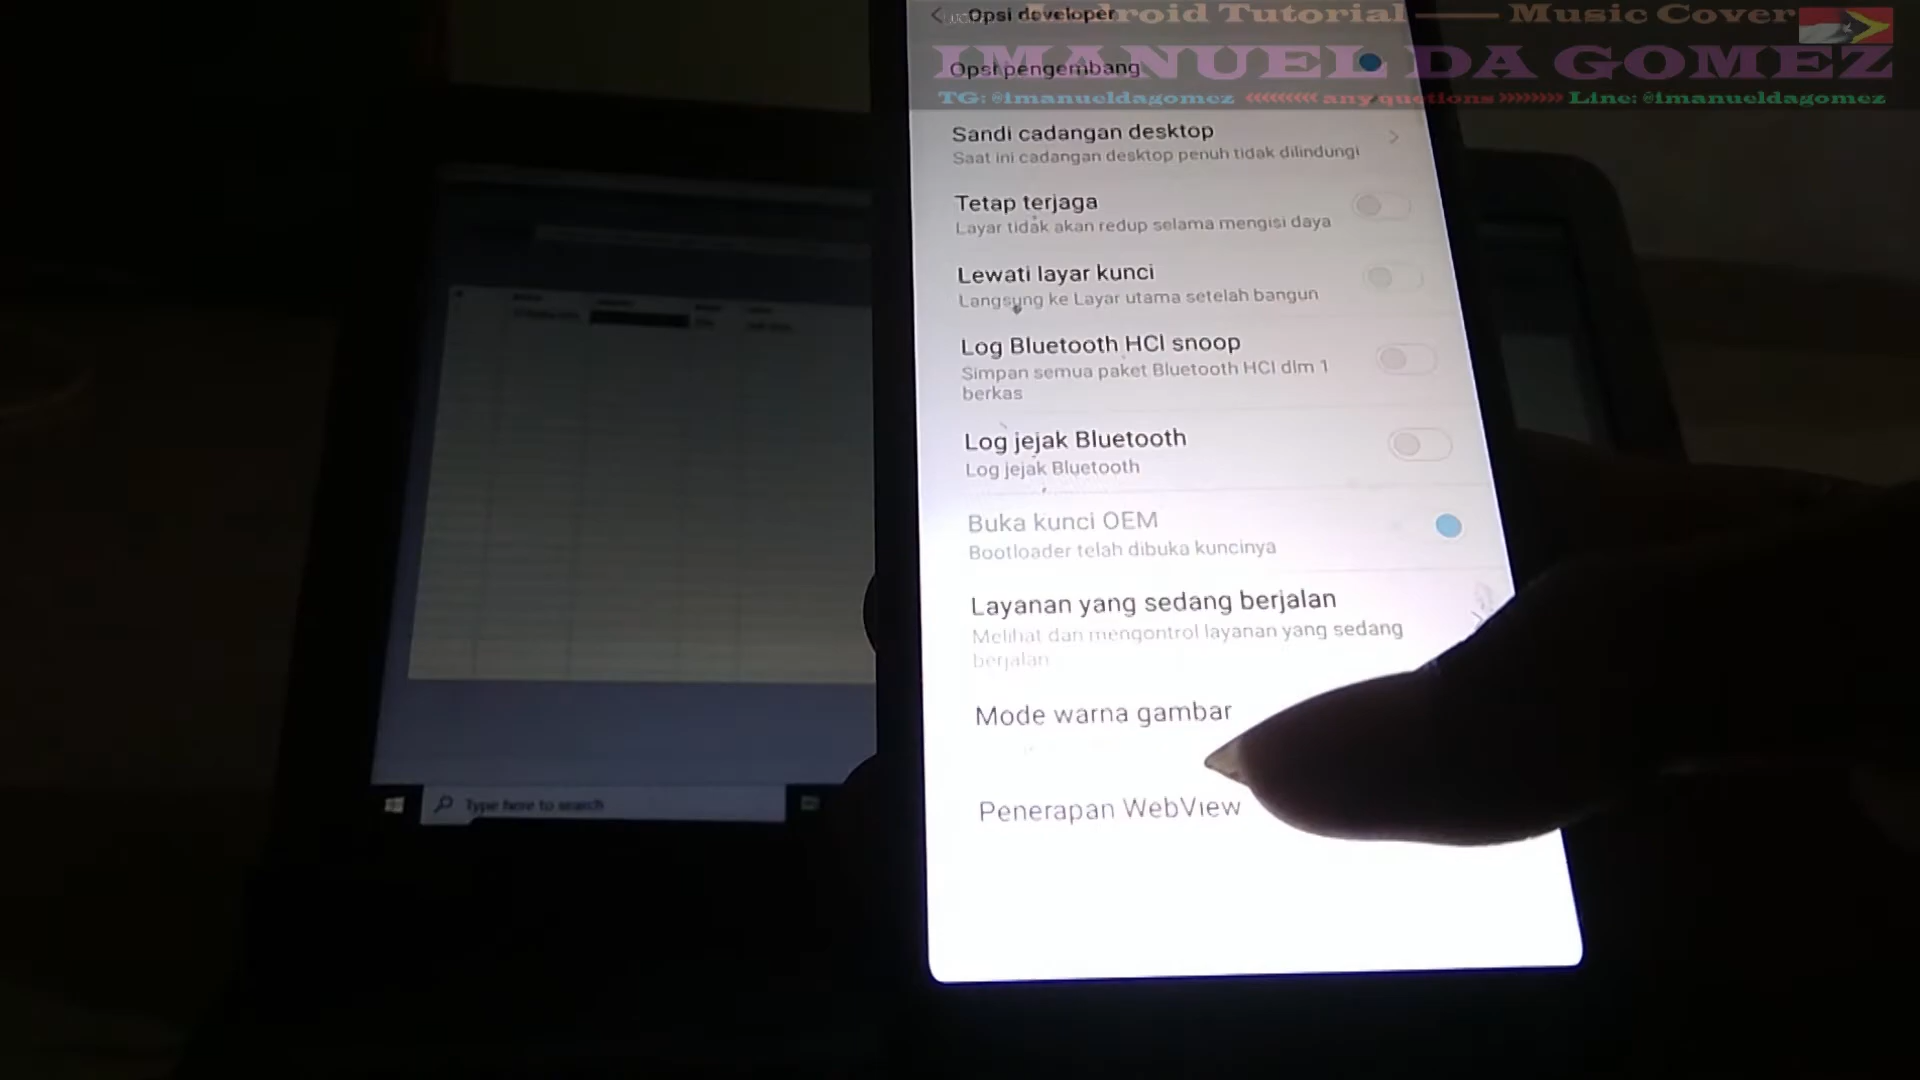 Android Tutorial —— Music Cover
IMANUEL DA GOMEZ
TG: @imanueldagomez <<<<<<<< any quetions >>>>>>>> Line: @imanueldagomez
Opsi developer
Opsi pengembang
Sandi cadangan desktop
Saat ini cadangan desktop penuh tidak dilindungi
Tetap terjaga
Layar tidak akan redup selama mengisi daya
Lewati layar kunci
Langsung ke Layar utama setelah bangun
Log Bluetooth HCI snoop
Simpan semua paket Bluetooth HCI dlm 1
berkas
Log jejak Bluetooth
Log jejak Bluetooth
Buka kunci OEM
Bootloader telah dibuka kuncinya
Layanan yang sedang berjalan
Melihat dan mengontrol layanan yang sedang
berjalan
Mode warna gambar
Penerapan WebView
Type here to search